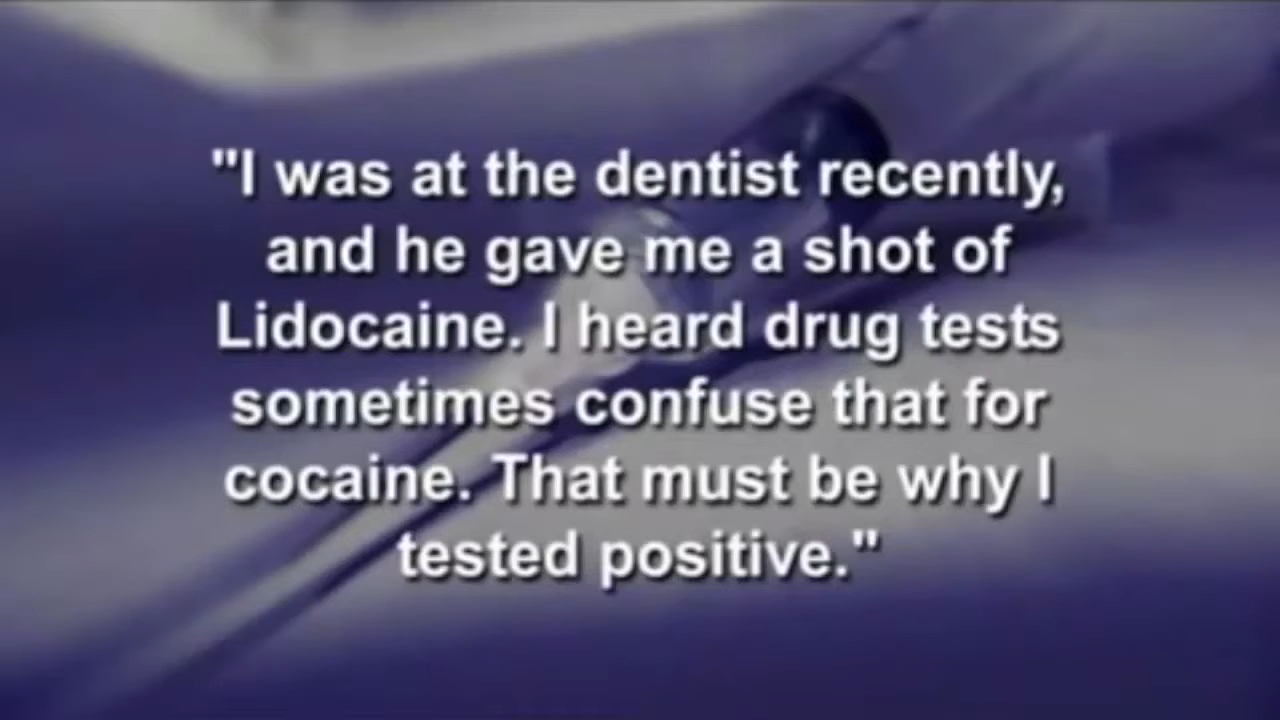 "I was at the dentist recently,
and he gave me a shot of
Lidocaine. I heard drug tests
sometimes confuse that for
cocaine. That must be why I
tested positive."